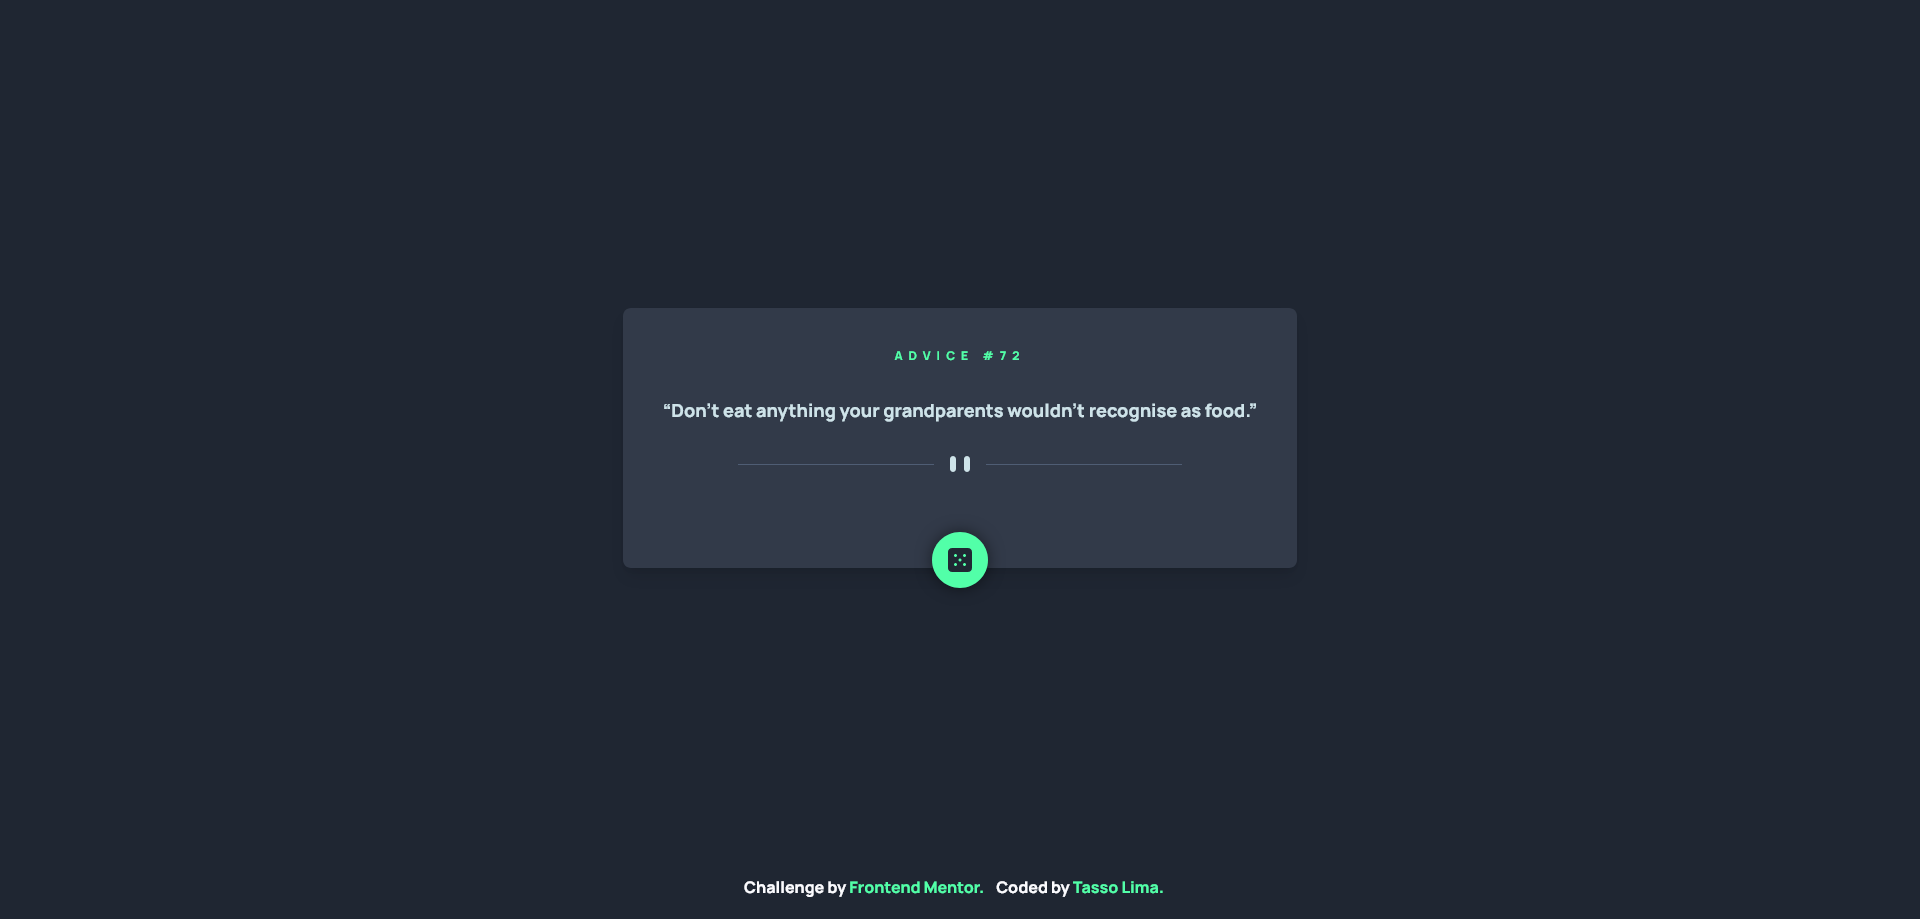 ADVICE #72
“Don't eat anything your grandparents wouldn't recognise as food.”
Challenge by Frontend Mentor. Coded by Tasso Lima.